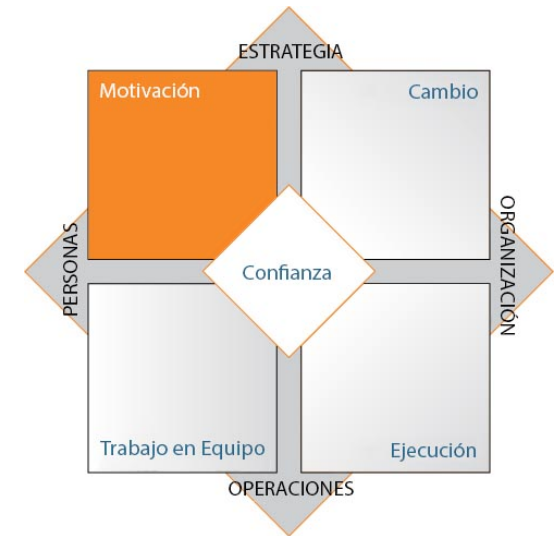 ESTRATEGIA
Motivación
Cambio
PERSONAS
Confianza
ORGANIZACIÓN
Trabajo en Equipo
Ejecución
OPERACIONES